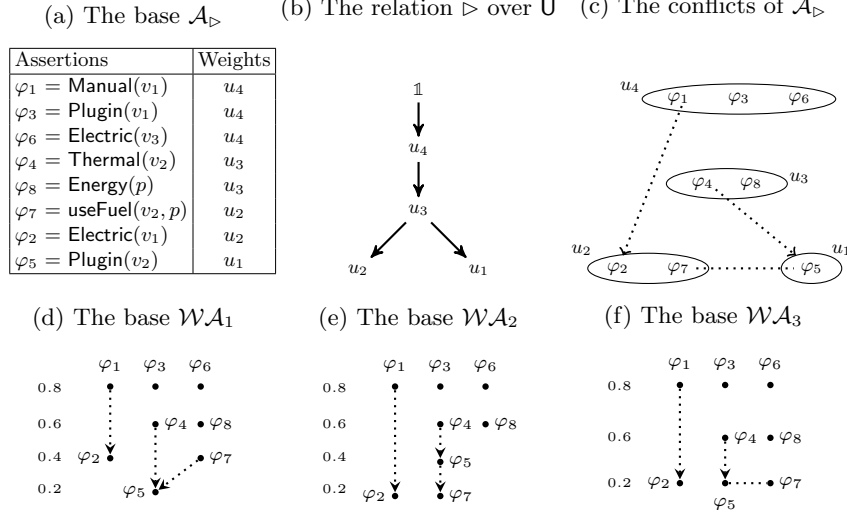 (a) The base 𝒜▷
(b) The relation ▷ over U
(c) The conflicts of 𝒜▷
Assertions Weights
φ₁ = Manual(v₁) u₄
φ₃ = Plugin(v₁) u₄
φ₆ = Electric(v₃) u₄
φ₄ = Thermal(v₂) u₃
φ₈ = Energy(p) u₃
φ₇ = useFuel(v₂, p) u₂
φ₂ = Electric(v₁) u₂
φ₅ = Plugin(v₂) u₁
𝟙
u₄
u₃
u₂ u₁
u₄
φ₁ φ₃ φ₆
φ₄ φ₈ u₃
u₂ u₁
φ₂ φ₇ φ₅
(d) The base 𝒲𝒜₁
φ₁ φ₃ φ₆
0.8
0.6 φ₄ φ₈
0.4 φ₂ φ₇
0.2 φ₅
(e) The base 𝒲𝒜₂
φ₁ φ₃ φ₆
0.8
0.6 φ₄ φ₈
0.4 φ₅
0.2 φ₂ φ₇
(f) The base 𝒲𝒜₃
φ₁ φ₃ φ₆
0.8
0.6 φ₄ φ₈
0.2 φ₂ φ₇
φ₅